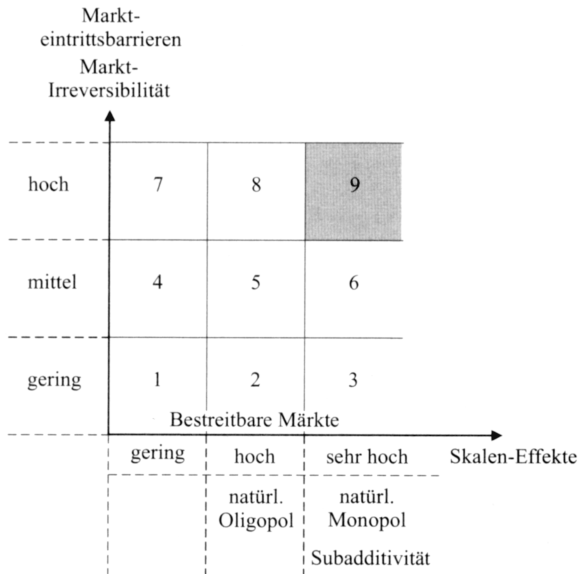 Markt-
eintrittsbarrieren
Markt-
Irreversibilität
hoch 7 8 9
mittel 4 5 6
gering 1 2 3
Bestreitbare Märkte
gering hoch sehr hoch Skalen-Effekte
natürl. natürl.
Oligopol Monopol
Subadditivität